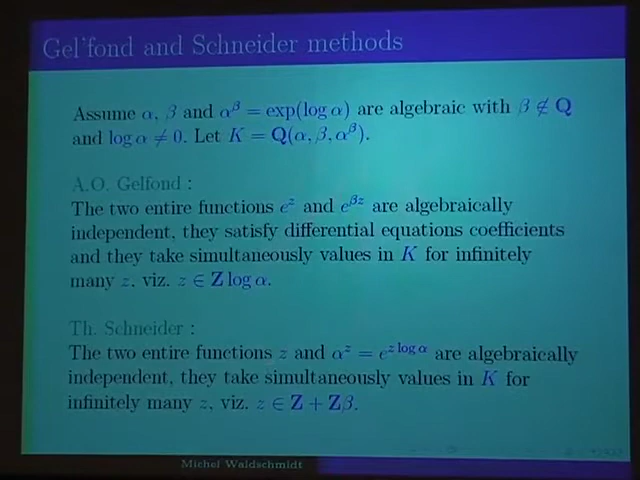 Gel'fond and Schneider methods
Assume α, β and α^β = exp(log α) are algebraic with β ∉ Q
and log α ≠ 0. Let K = Q(α, β, α^β).
A.O. Gelfond :
The two entire functions e^z and e^{βz} are algebraically
independent, they satisfy differential equations coefficients
and they take simultaneously values in K for infinitely
many z, viz. z ∈ Z log α.
Th. Schneider :
The two entire functions z and α^z = e^{z log α} are algebraically
independent, they take simultaneously values in K for
infinitely many z, viz. z ∈ Z + Zβ.
Michel Waldschmidt